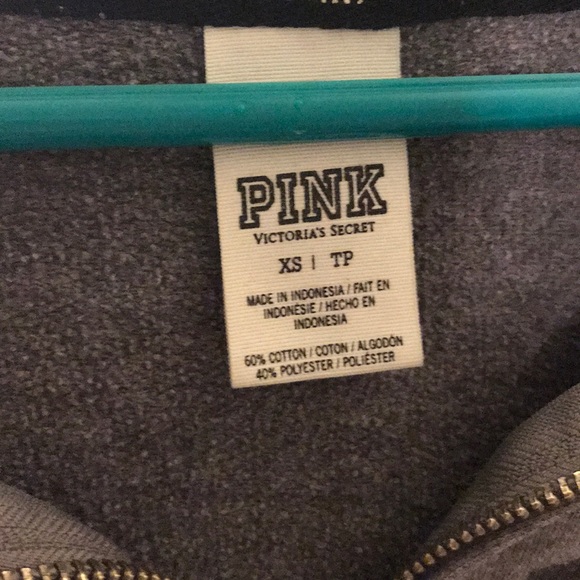 PINK
VICTORIA'S SECRET
XS | TP
MADE IN INDONESIA / FAIT EN
INDONÉSIE / HECHO EN
INDONESIA
60% COTTON / COTON / ALGODÓN
40% POLYESTER / POLIÉSTER